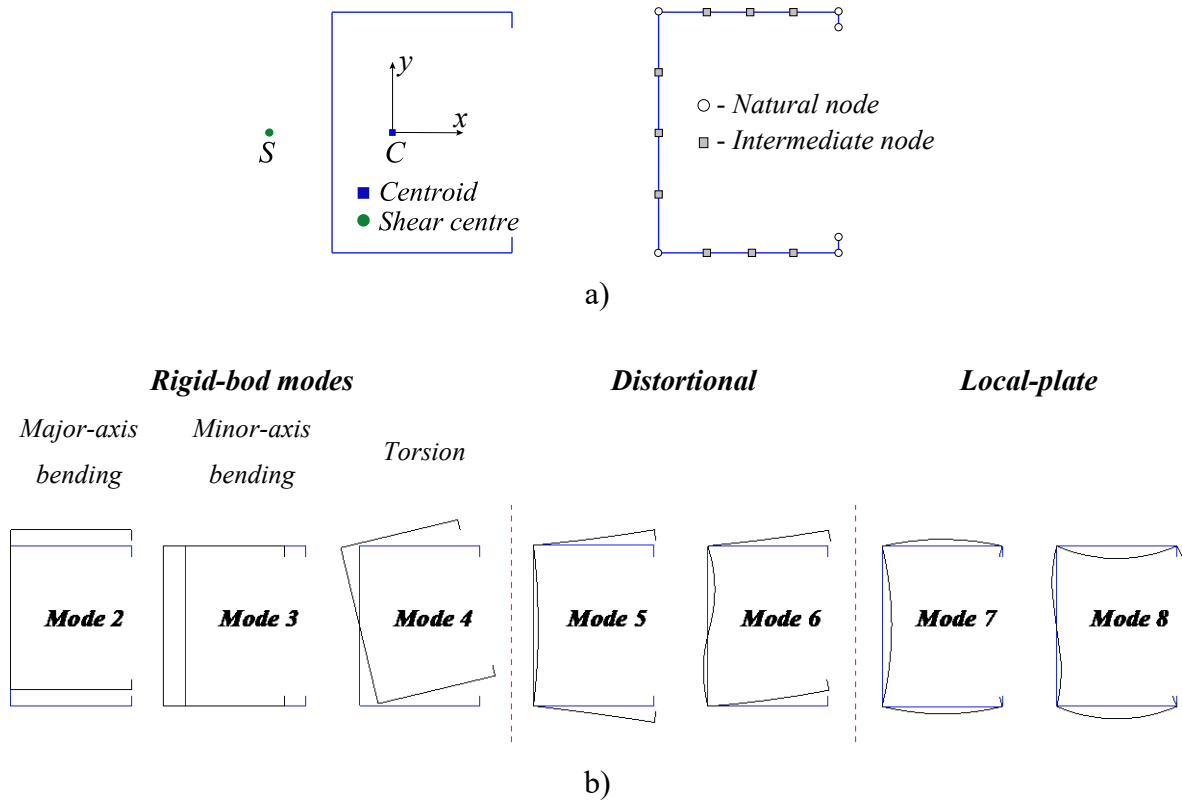 y
x
S
C
Centroid
Shear centre
- Natural node
- Intermediate node
a)
Rigid-bod modes
Distortional
Local-plate
Major-axis
bending
Minor-axis
bending
Torsion
Mode 2
Mode 3
Mode 4
Mode 5
Mode 6
Mode 7
Mode 8
b)